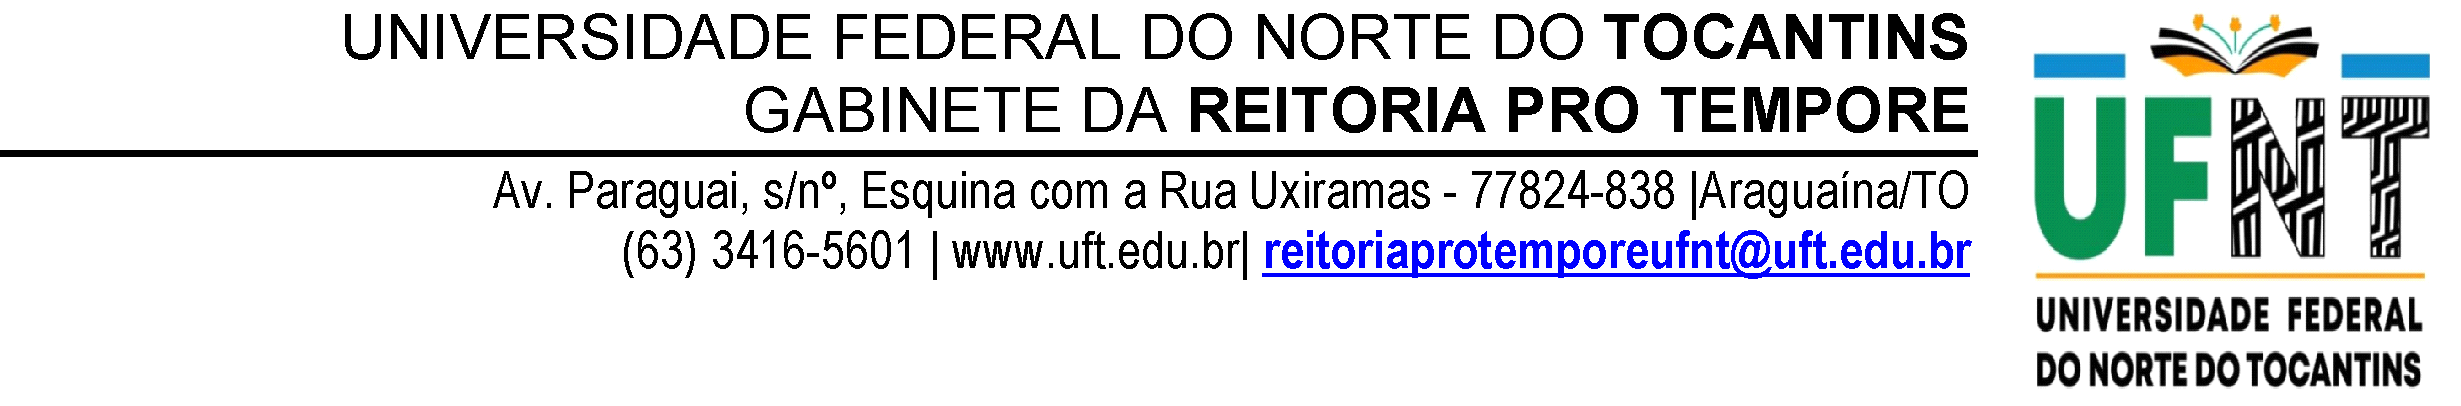 UNIVERSIDADE FEDERAL DO NORTE DO TOCANTINS
GABINETE DA REITORIA PRO TEMPORE
Av. Paraguai, s/nº, Esquina com a Rua Uxiramas - 77824-838 |Araguaína/TO
(63) 3416-5601 | www.uft.edu.br| reitoriaprotemporeufnt@uft.edu.br
UFNT
UNIVERSIDADE FEDERAL
DO NORTE DO TOCANTINS